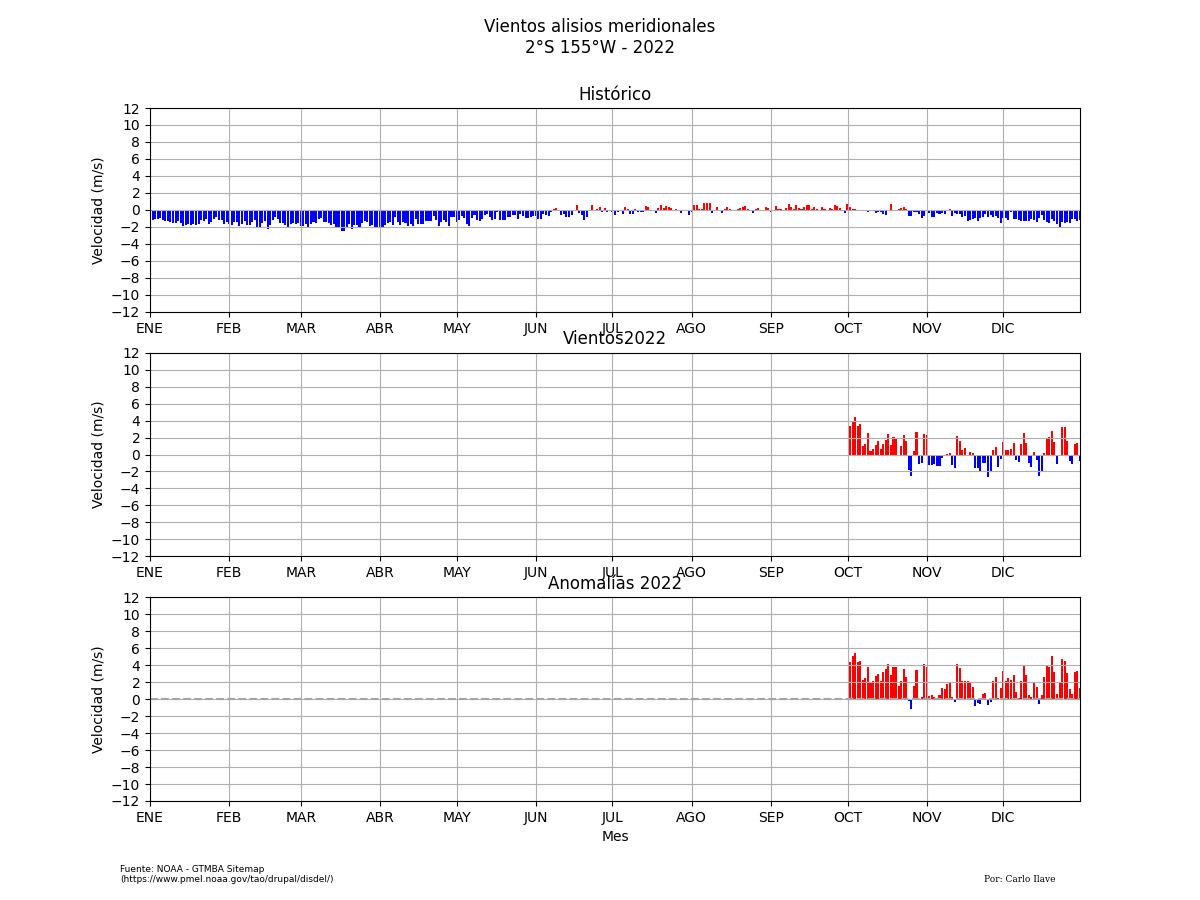 Vientos alisios meridionales
2°S 155°W - 2022
Histórico
12
10
8
6
4
2
0
−2
−4
−6
−8
−10
−12
Velocidad (m/s)
ENE FEB MAR ABR MAY JUN JUL AGO SEP OCT NOV DIC
Vientos2022
12
10
8
6
4
2
0
−2
−4
−6
−8
−10
−12
Velocidad (m/s)
ENE FEB MAR ABR MAY JUN JUL AGO SEP OCT NOV DIC
Anomalías 2022
12
10
8
6
4
2
0
−2
−4
−6
−8
−10
−12
Velocidad (m/s)
ENE FEB MAR ABR MAY JUN JUL AGO SEP OCT NOV DIC
Mes
Fuente: NOAA - GTMBA Sitemap
(https://www.pmel.noaa.gov/tao/drupal/disdel/)
Por: Carlo Ilave